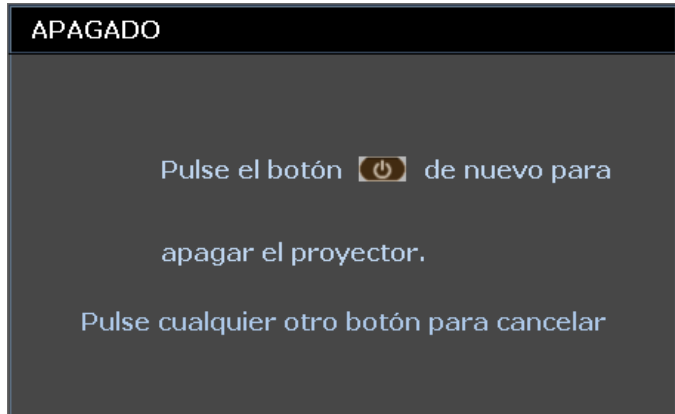 APAGADO
Pulse el botón de nuevo para
apagar el proyector.
Pulse cualquier otro botón para cancelar